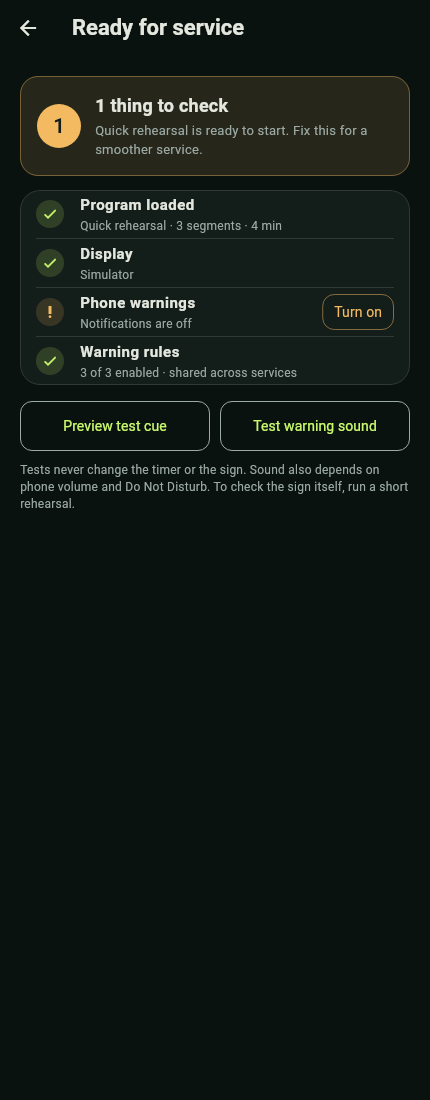 Ready for service
1
1 thing to check
Quick rehearsal is ready to start. Fix this for a
smoother service.
Program loaded
Quick rehearsal · 3 segments · 4 min
Display
Simulator
!
Phone warnings
Notifications are off
Turn on
Warning rules
3 of 3 enabled · shared across services
Preview test cue
Test warning sound
Tests never change the timer or the sign. Sound also depends on
phone volume and Do Not Disturb. To check the sign itself, run a short
rehearsal.